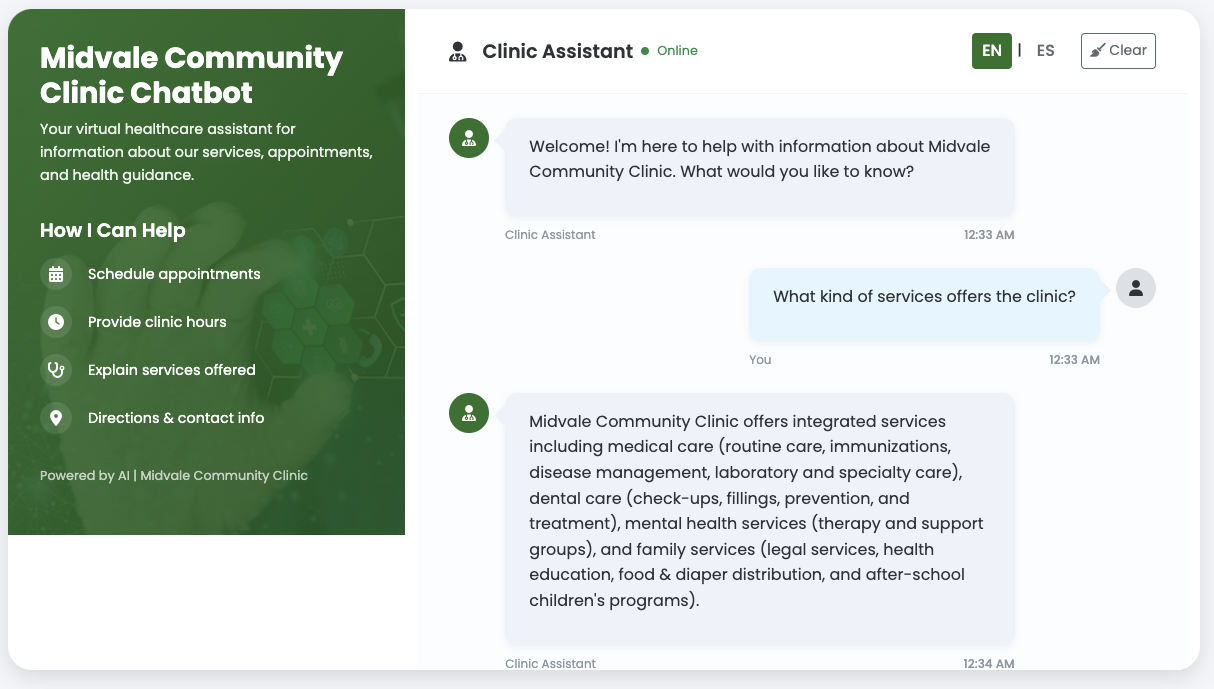 Midvale Community
Clinic Chatbot
Your virtual healthcare assistant for
information about our services, appointments,
and health guidance.
How I Can Help
Schedule appointments
Provide clinic hours
Explain services offered
Directions & contact info
Powered by AI | Midvale Community Clinic
Clinic Assistant
Online
EN | ES
Clear
Welcome! I'm here to help with information about Midvale
Community Clinic. What would you like to know?
Clinic Assistant 12:33 AM
What kind of services offers the clinic?
You 12:33 AM
Midvale Community Clinic offers integrated services
including medical care (routine care, immunizations,
disease management, laboratory and specialty care),
dental care (check-ups, fillings, prevention, and
treatment), mental health services (therapy and support
groups), and family services (legal services, health
education, food & diaper distribution, and after-school
children's programs).
Clinic Assistant 12:34 AM